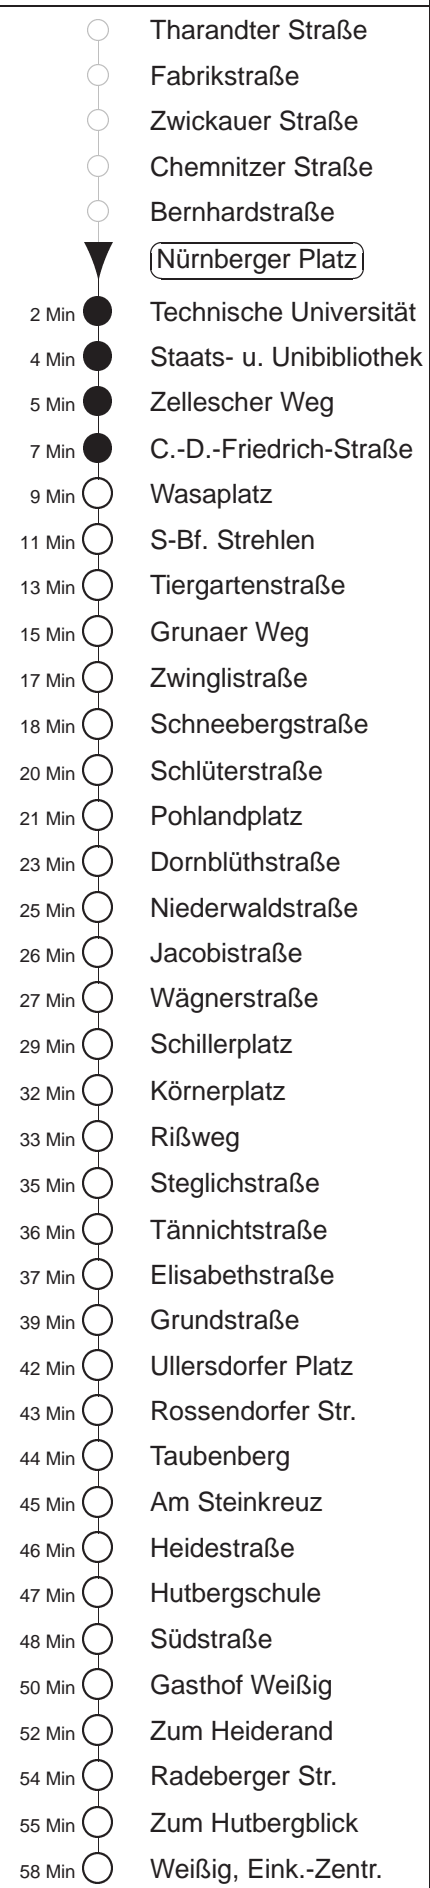 Tharandter Straße
Fabrikstraße
Zwickauer Straße
Chemnitzer Straße
Bernhardstraße
Nürnberger Platz
2 Min Technische Universität
4 Min Staats- u. Unibibliothek
5 Min Zellescher Weg
7 Min C.-D.-Friedrich-Straße
9 Min Wasaplatz
11 Min S-Bf. Strehlen
13 Min Tiergartenstraße
15 Min Grunaer Weg
17 Min Zwinglistraße
18 Min Schneebergstraße
20 Min Schlüterstraße
21 Min Pohlandplatz
23 Min Dornblüthstraße
25 Min Niederwaldstraße
26 Min Jacobistraße
27 Min Wägnerstraße
29 Min Schillerplatz
32 Min Körnerplatz
33 Min Rißweg
35 Min Steglichstraße
36 Min Tännichtstraße
37 Min Elisabethstraße
39 Min Grundstraße
42 Min Ullersdorfer Platz
43 Min Rossendorfer Str.
44 Min Taubenberg
45 Min Am Steinkreuz
46 Min Heidestraße
47 Min Hutbergschule
48 Min Südstraße
50 Min Gasthof Weißig
52 Min Zum Heiderand
54 Min Radeberger Str.
55 Min Zum Hutbergblick
58 Min Weißig, Eink.-Zentr.